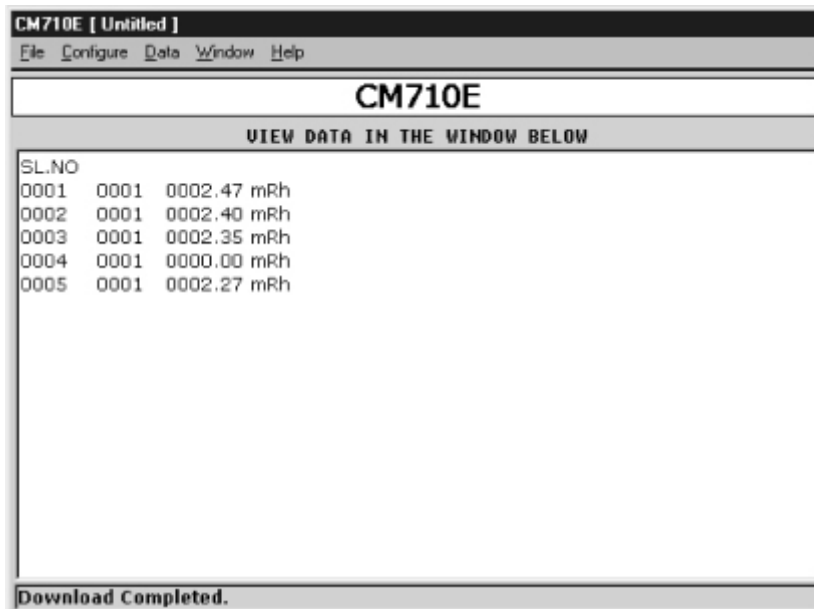 CM710E [ Untitled ]
File Configure Data Window Help
CM710E
VIEW DATA IN THE WINDOW BELOW
SL.NO
0001 0001 0002.47 mRh
0002 0001 0002.40 mRh
0003 0001 0002.35 mRh
0004 0001 0000.00 mRh
0005 0001 0002.27 mRh
Download Completed.